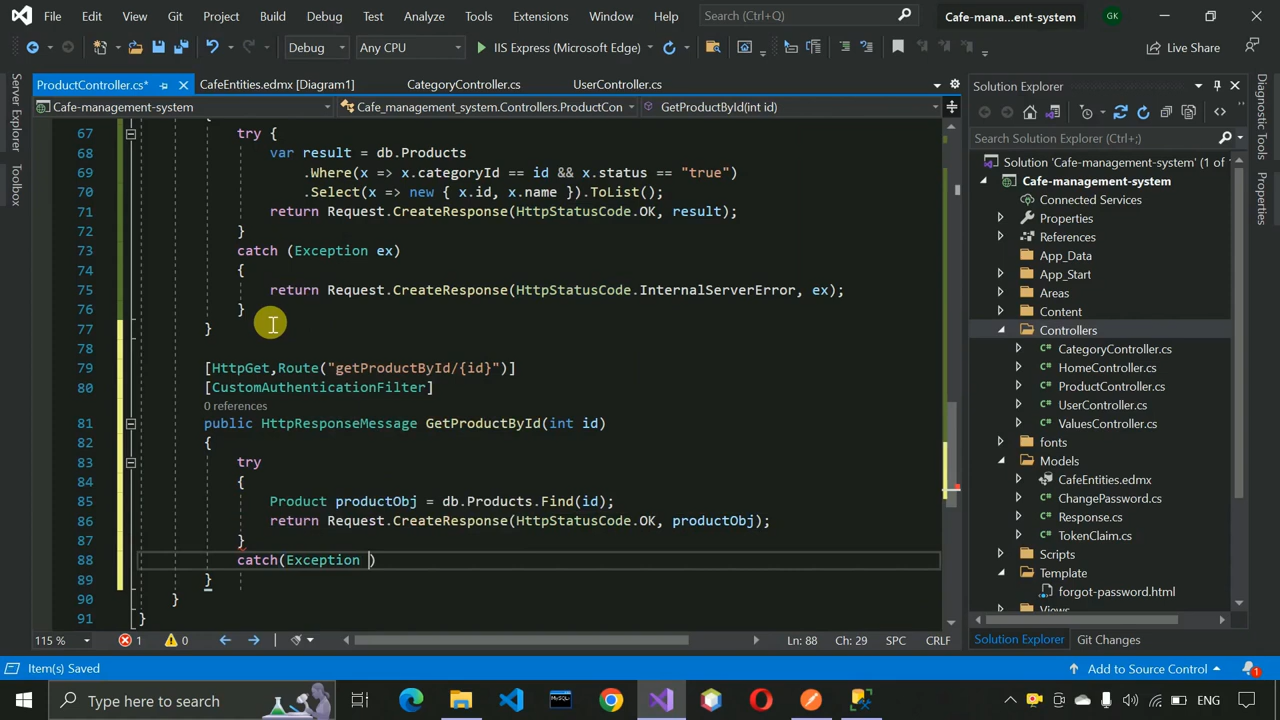 File Edit View Git Project Build Debug Test Analyze Tools Extensions Window Help Search (Ctrl+Q) Cafe-mana...ent-system GK
Debug Any CPU IIS Express (Microsoft Edge) Live Share
ProductController.cs* CafeEntities.edmx [Diagram1] CategoryController.cs UserController.cs
Cafe-management-system Cafe_management_system.Controllers.ProductCon GetProductById(int id)
Server Explorer
Toolbox
67 try {
68 var result = db.Products
69 .Where(x => x.categoryId == id && x.status == "true")
70 .Select(x => new { x.id, x.name }).ToList();
71 return Request.CreateResponse(HttpStatusCode.OK, result);
72 }
73 catch (Exception ex)
74 {
75 return Request.CreateResponse(HttpStatusCode.InternalServerError, ex);
76 }
77 }
78
79 [HttpGet,Route("getProductById/{id}")]
80 [CustomAuthenticationFilter]
0 references
81 public HttpResponseMessage GetProductById(int id)
82 {
83 try
84 {
85 Product productObj = db.Products.Find(id);
86 return Request.CreateResponse(HttpStatusCode.OK, productObj);
87 }
88 catch(Exception )
89 }
90 }
91 }
115 % 1 0 Ln: 88 Ch: 29 SPC CRLF
Solution Explorer
Search Solution Explorer (Ctrl+;)
Solution 'Cafe-management-system' (1 of 1
Cafe-management-system
Connected Services
Properties
References
App_Data
App_Start
Areas
Content
Controllers
CategoryController.cs
HomeController.cs
ProductController.cs
UserController.cs
ValuesController.cs
fonts
Models
CafeEntities.edmx
ChangePassword.cs
Response.cs
TokenClaim.cs
Scripts
Template
forgot-password.html
Views
Solution Explorer Git Changes
Diagnostic Tools
Properties
Item(s) Saved Add to Source Control 1
Type here to search ENG